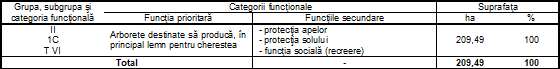 Grupa, subgrupa şi categoria funcţională
Categorii funcţionale
Suprafața
Funcţia prioritară
Funcţiile secundare
ha
%
II
1C
T VI
Arborete destinate să producă, în principal lemn pentru cherestea
- protecţia apelor
- protecţia solului
- funcţia socială (recreere)
209,49
100
Total
-
209,49
100